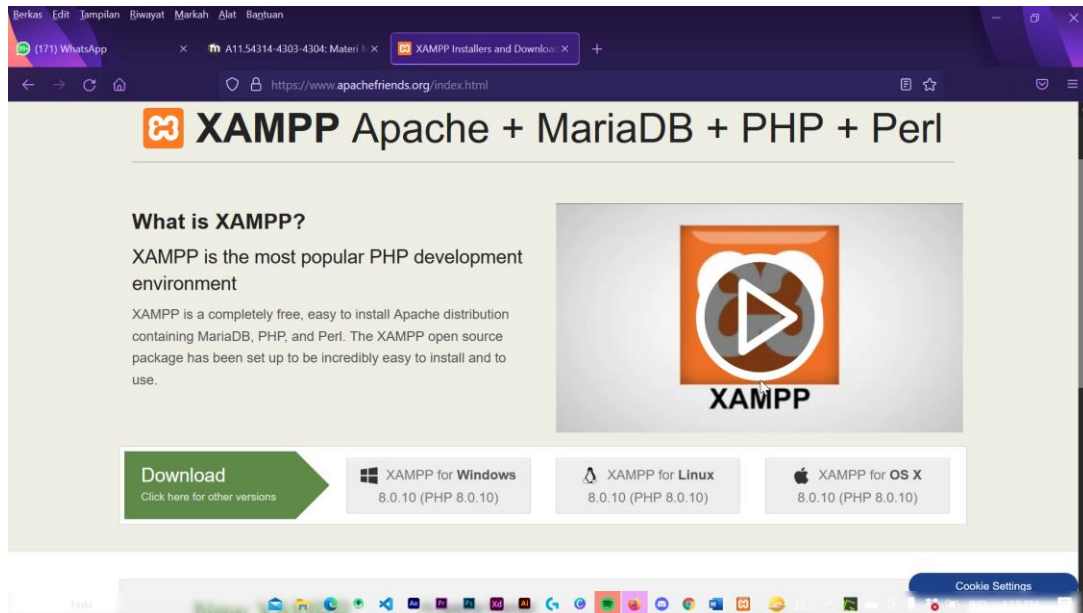 Berkas Edit Tampilan Riwayat Markah Alat Bantuan
(171) WhatsApp
A11.54314-4303-4304: Materi
XAMPP Installers and Downloa
https://www.apachefriends.org/index.html
XAMPP Apache + MariaDB + PHP + Perl
What is XAMPP?
XAMPP is the most popular PHP development
environment
XAMPP is a completely free, easy to install Apache distribution
containing MariaDB, PHP, and Perl. The XAMPP open source
package has been set up to be incredibly easy to install and to
use.
XAMPP
Download
Click here for other versions
XAMPP for Windows
8.0.10 (PHP 8.0.10)
XAMPP for Linux
8.0.10 (PHP 8.0.10)
XAMPP for OS X
8.0.10 (PHP 8.0.10)
Cookie Settings
Links
New